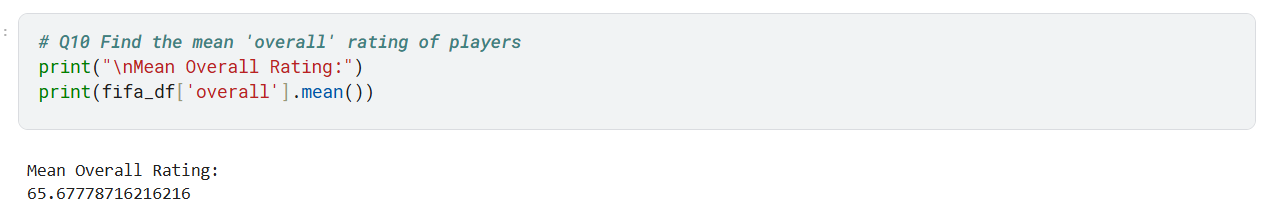 :
# Q10 Find the mean 'overall' rating of players
print("\nMean Overall Rating:")
print(fifa_df['overall'].mean())
Mean Overall Rating:
65.67778716216216